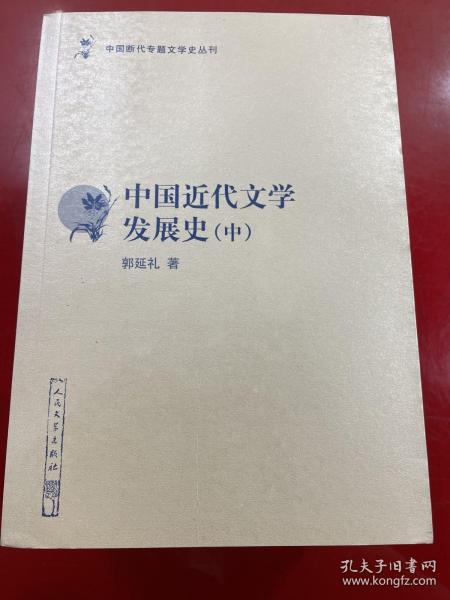 中国断代专题文学史丛刊
中国近代文学
发展史(中)
郭延礼 著
人民文学出版社
孔夫子旧书网
www.kongfz.com